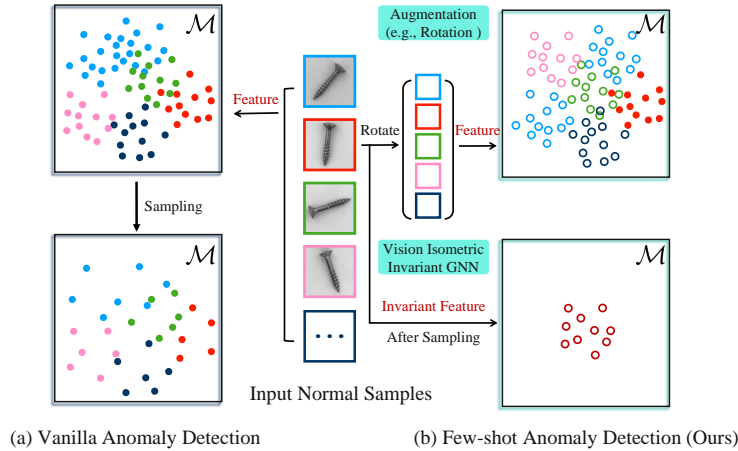 M
Feature
Sampling
M
Augmentation
(e.g., Rotation )
Rotate
Feature
M
Vision Isometric
Invariant GNN
Invariant Feature
After Sampling
M
...
Input Normal Samples
(a) Vanilla Anomaly Detection
(b) Few-shot Anomaly Detection (Ours)